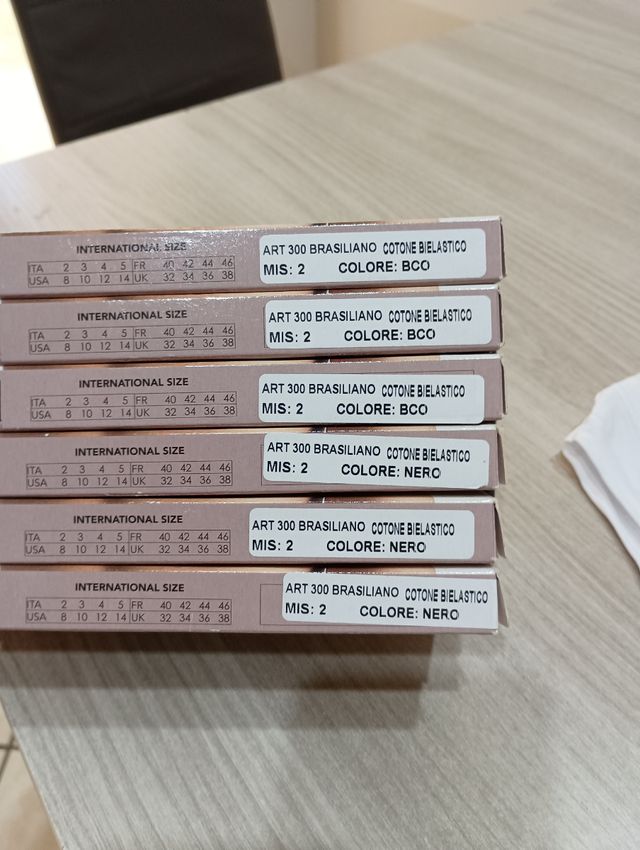 INTERNATIONAL SIZE
ITA 2 3 4 5 FR 40 42 44 46
USA 8 10 12 14 UK 32 34 36 38
ART 300 BRASILIANO COTONE BIELASTICO
MIS: 2 COLORE: BCO
INTERNATIONAL SIZE
ITA 2 3 4 5 FR 40 42 44 46
USA 8 10 12 14 UK 32 34 36 38
ART 300 BRASILIANO COTONE BIELASTICO
MIS: 2 COLORE: BCO
INTERNATIONAL SIZE
ITA 2 3 4 5 FR 40 42 44 46
USA 8 10 12 14 UK 32 34 36 38
ART 300 BRASILIANO COTONE BIELASTICO
MIS: 2 COLORE: BCO
INTERNATIONAL SIZE
ITA 2 3 4 5 FR 40 42 44 46
USA 8 10 12 14 UK 32 34 36 38
ART 300 BRASILIANO COTONE BIELASTICO
MIS: 2 COLORE: NERO
INTERNATIONAL SIZE
ITA 2 3 4 5 FR 40 42 44 46
USA 8 10 12 14 UK 32 34 36 38
ART 300 BRASILIANO COTONE BIELASTICO
MIS: 2 COLORE: NERO
INTERNATIONAL SIZE
ITA 2 3 4 5 FR 40 42 44 46
USA 8 10 12 14 UK 32 34 36 38
ART 300 BRASILIANO COTONE BIELASTICO
MIS: 2 COLORE: NERO